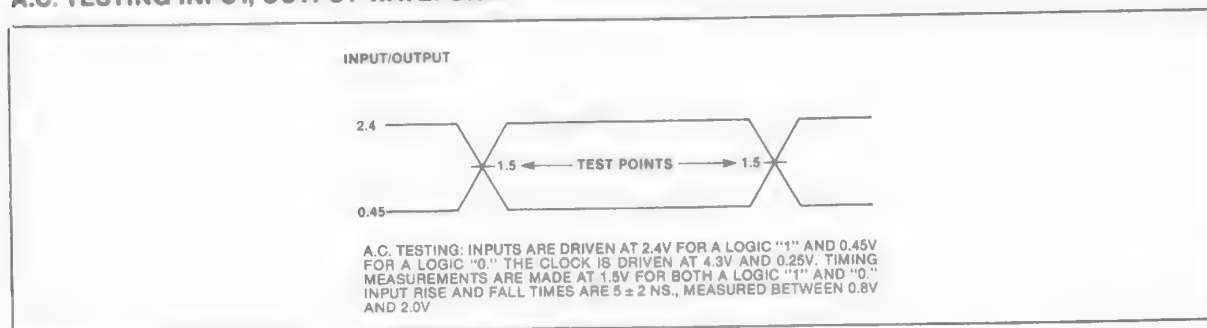 A.C. TESTING INPUT, OUTPUT
INPUT/OUTPUT
2.4
1.5 TEST POINTS 1.5
0.45
A.C. TESTING: INPUTS ARE DRIVEN AT 2.4V FOR A LOGIC "1" AND 0.45V
FOR A LOGIC "0." THE CLOCK IS DRIVEN AT 4.3V AND 0.25V. TIMING
MEASUREMENTS ARE MADE AT 1.5V FOR BOTH A LOGIC "1" AND "0."
INPUT RISE AND FALL TIMES ARE 5 ± 2 NS., MEASURED BETWEEN 0.8V
AND 2.0V